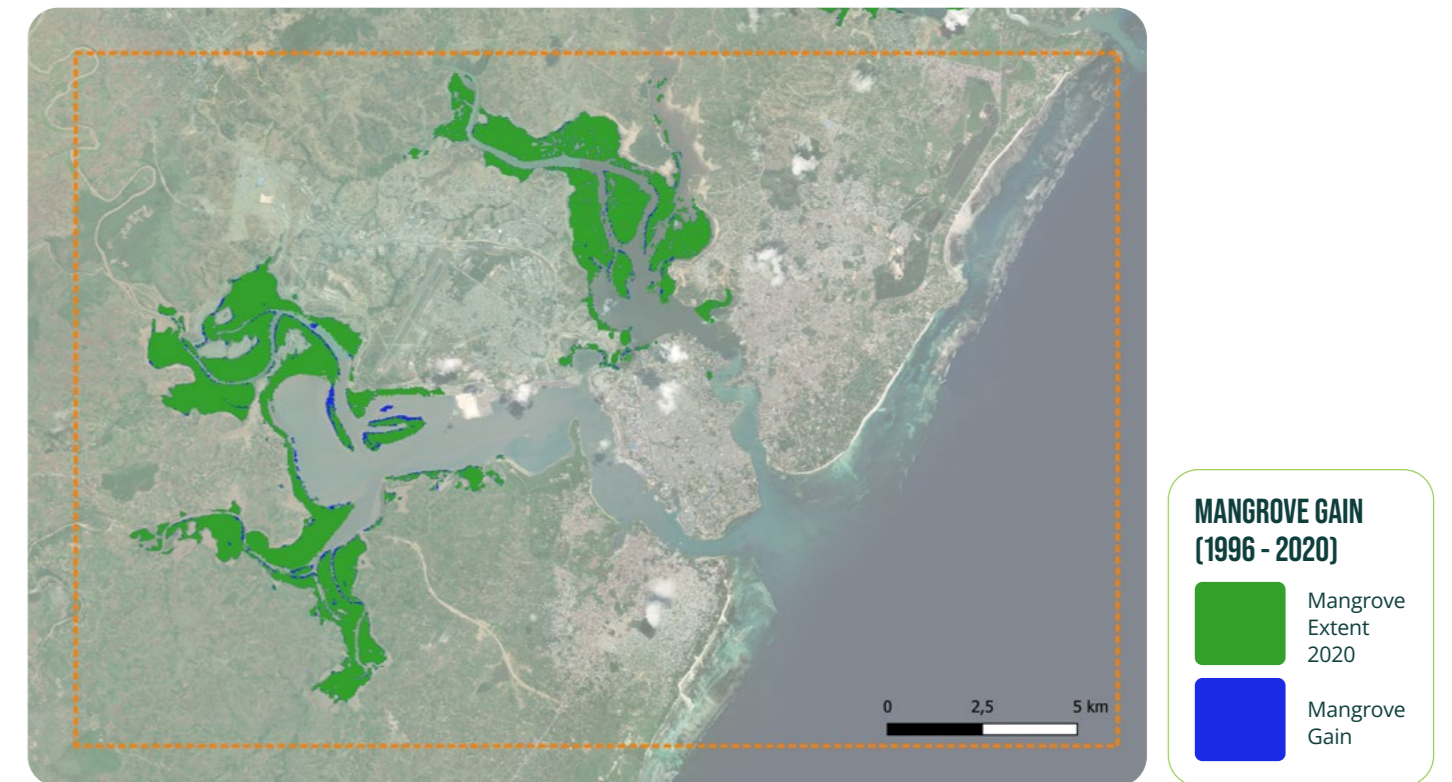 0 2,5 5 km
MANGROVE GAIN
(1996 - 2020)
Mangrove
Extent
2020
Mangrove
Gain